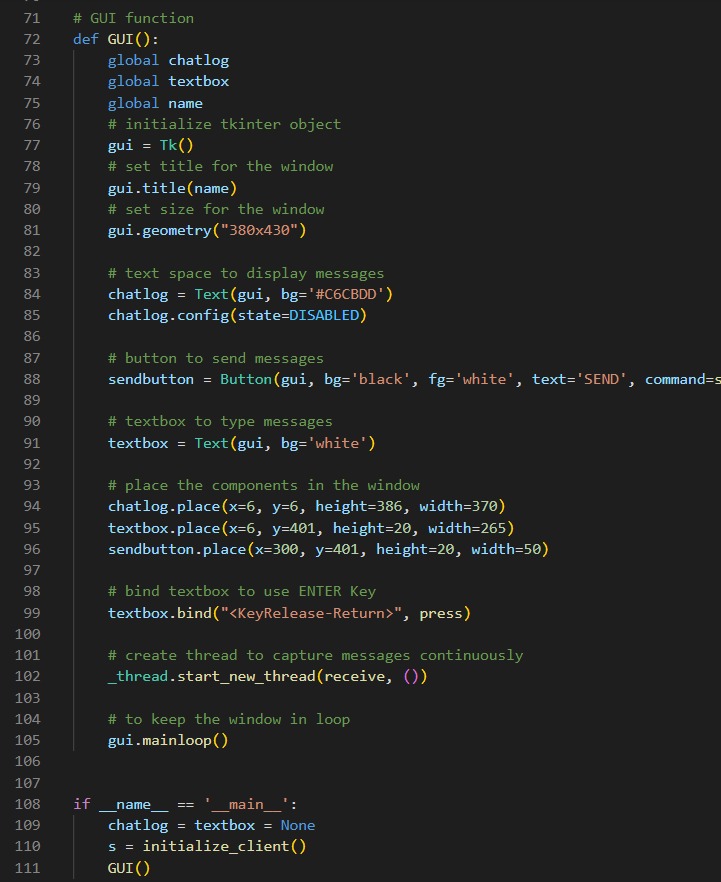 71 # GUI function
72 def GUI():
73     global chatlog
74     global textbox
75     global name
76     # initialize tkinter object
77     gui = Tk()
78     # set title for the window
79     gui.title(name)
80     # set size for the window
81     gui.geometry("380x430")
82
83     # text space to display messages
84     chatlog = Text(gui, bg='#C6CBDD')
85     chatlog.config(state=DISABLED)
86
87     # button to send messages
88     sendbutton = Button(gui, bg='black', fg='white', text='SEND', command=s
89
90     # textbox to type messages
91     textbox = Text(gui, bg='white')
92
93     # place the components in the window
94     chatlog.place(x=6, y=6, height=386, width=370)
95     textbox.place(x=6, y=401, height=20, width=265)
96     sendbutton.place(x=300, y=401, height=20, width=50)
97
98     # bind textbox to use ENTER Key
99     textbox.bind("<KeyRelease-Return>", press)
100
101     # create thread to capture messages continuously
102     _thread.start_new_thread(receive, ())
103
104     # to keep the window in loop
105     gui.mainloop()
106
107
108 if __name__ == '__main__':
109     chatlog = textbox = None
110     s = initialize_client()
111     GUI()